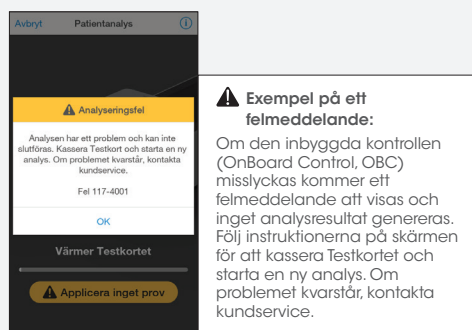 Avbryt Patientanalys
Analyseringsfel
Analysen har ett problem och kan inte
slutföras. Kassera Testkort och starta en ny
analys. Om problemet kvarstår, kontakta
kundservice.
Fel 117-4001
OK
Värmer Testkortet
Applicera inget prov
Exempel på ett
felmeddelande:
Om den inbyggda kontrollen
(OnBoard Control, OBC)
misslyckas kommer ett
felmeddelande att visas och
inget analysresultat genereras.
Följ instruktionerna på skärmen
för att kassera Testkortet och
starta en ny analys. Om
problemet kvarstår, kontakta
kundservice.